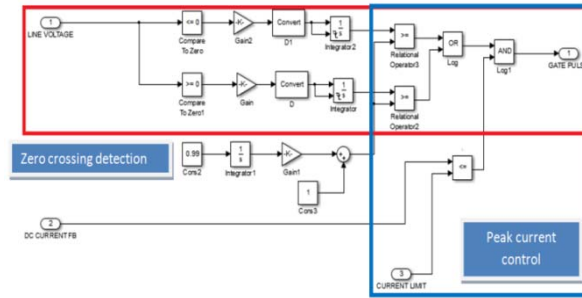 1
LINE VOLTAGE
<= 0
Compare
To Zero
-K-
Gain2
Convert
D1
1
s
Integrator2
>=
Relational
Operator3
OR
Log
AND
Log1
1
GATE PULS
>= 0
Compare
To Zero1
-K-
Gain
Convert
D
1
s
Integrator
>=
Relational
Operator2
Zero crossing detection
0.99
Cons2
1
s
Integrator1
-K-
Gain1
1
Cons3
<=
2
DC CURRENT FB
3
CURRENT LIMIT
Peak current
control